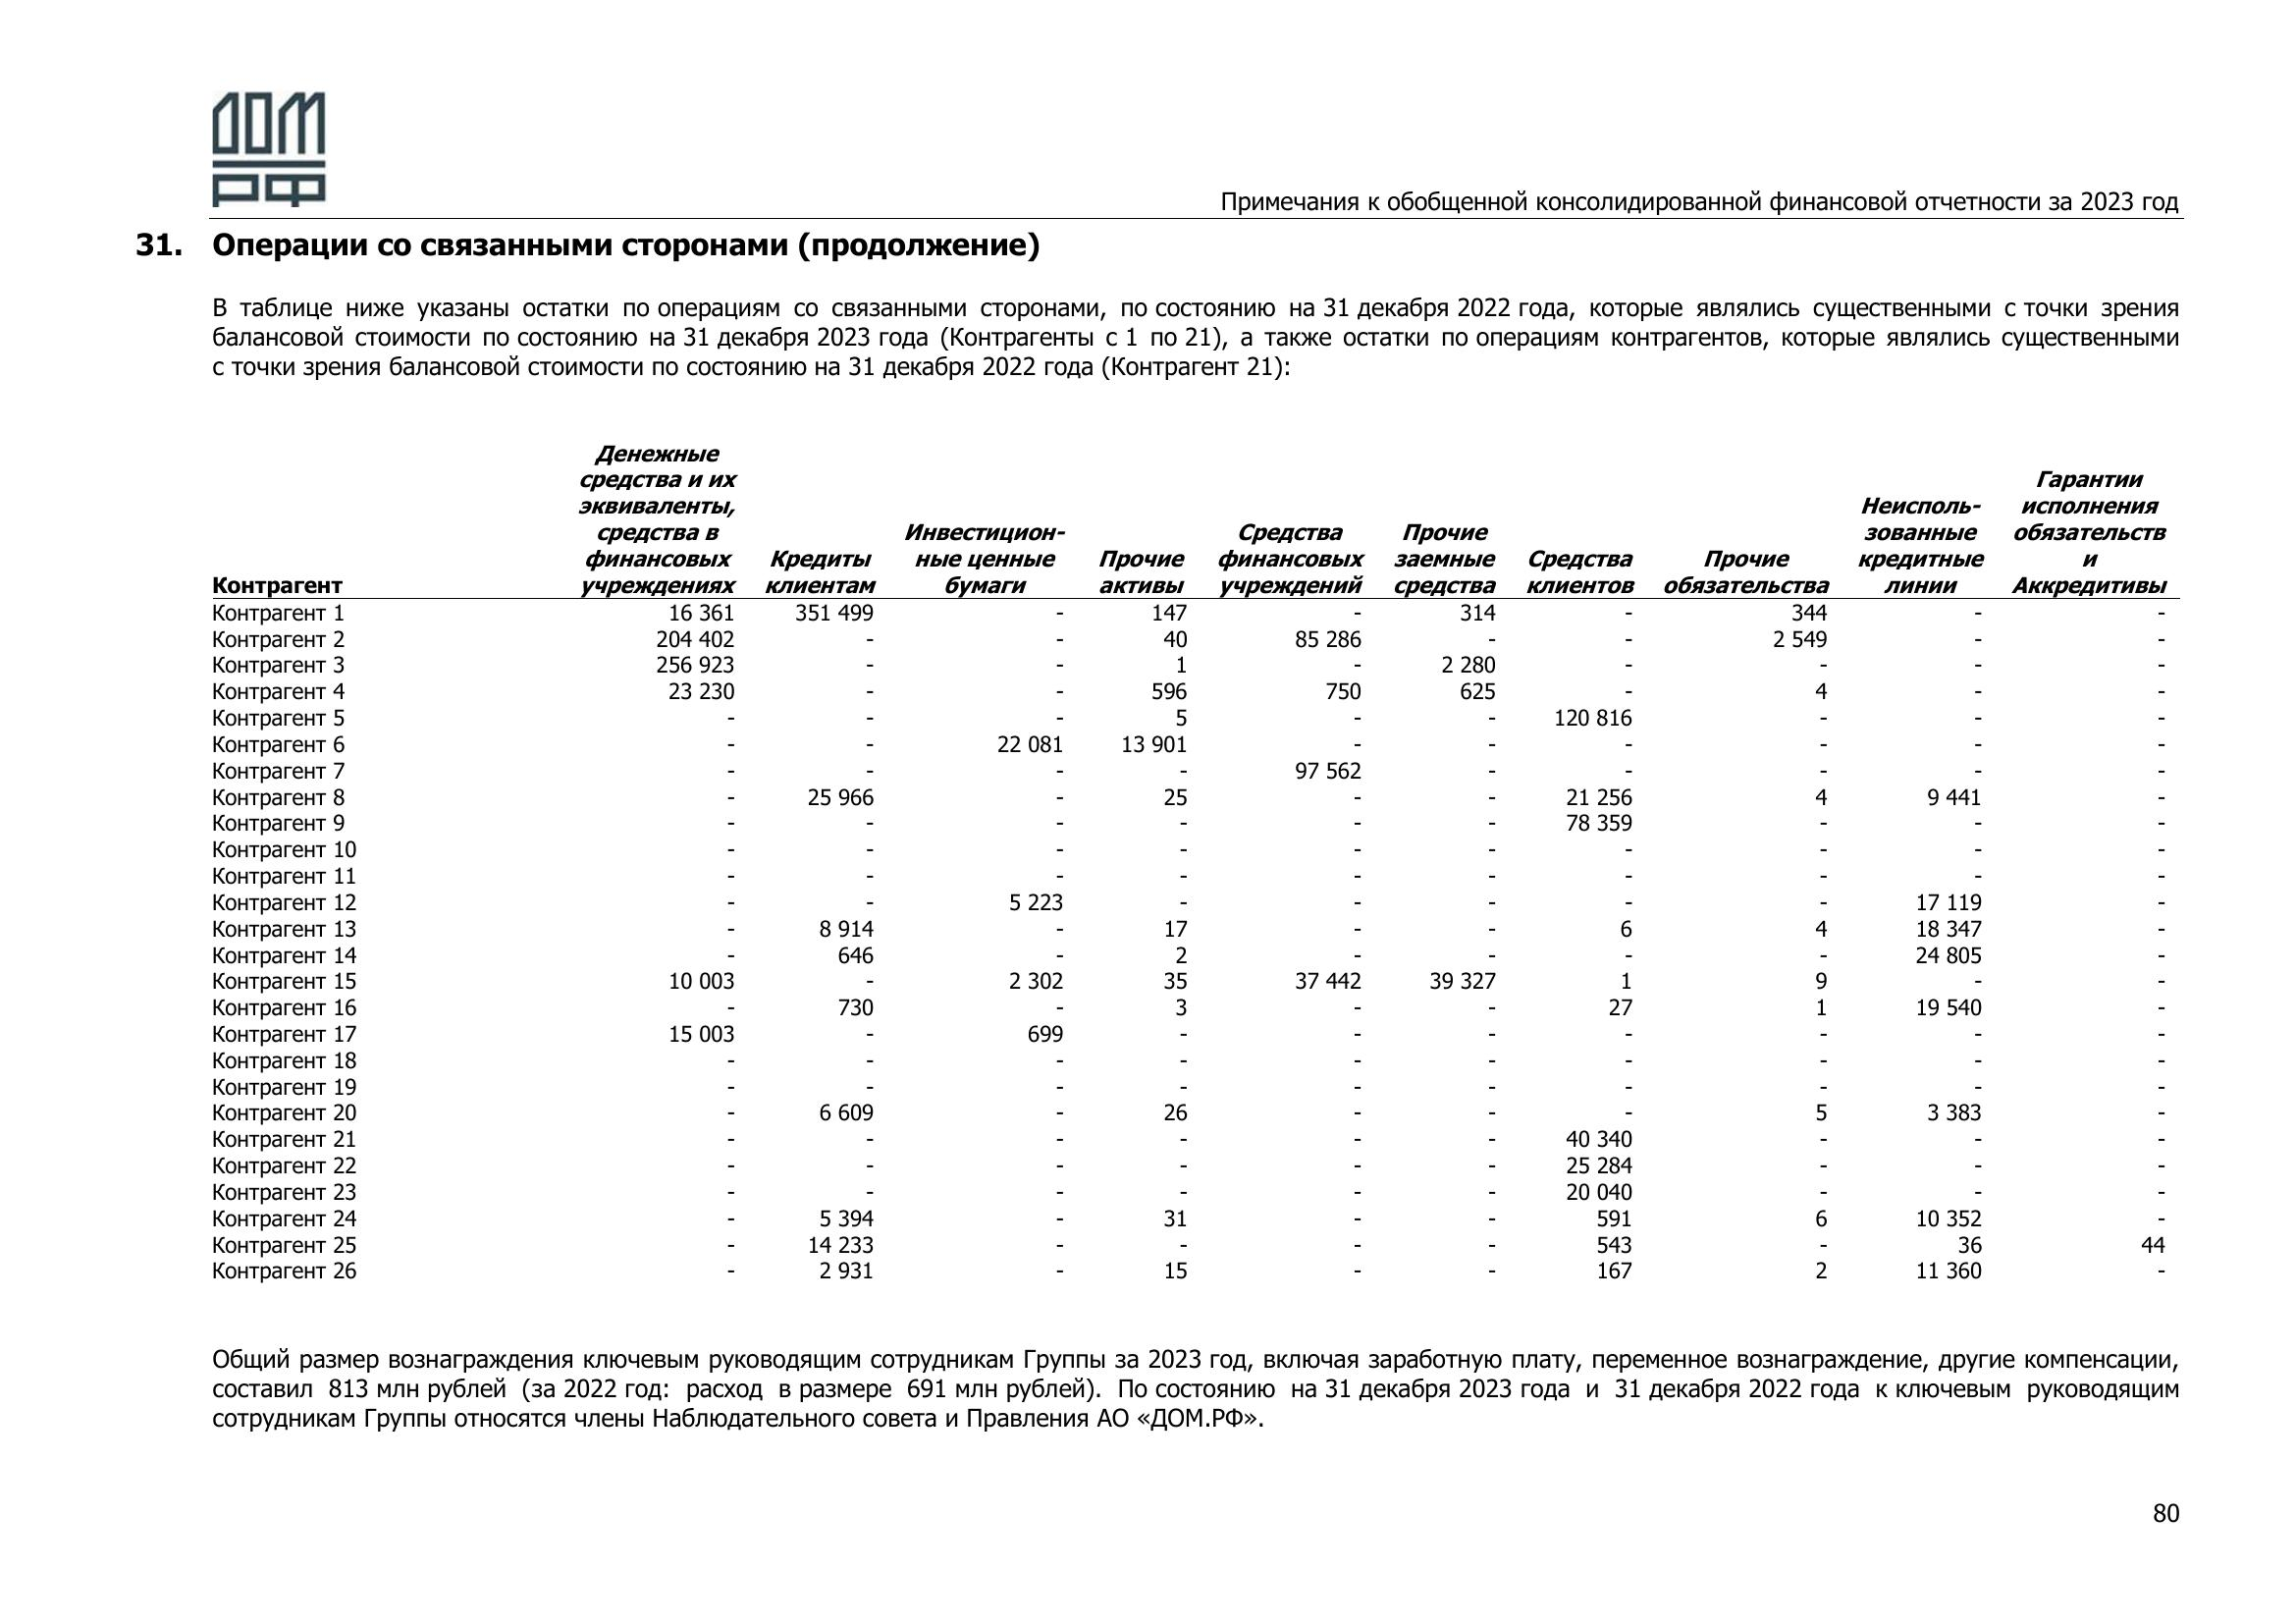 ДОМ
РФ
Примечания к обобщенной консолидированной финансовой отчетности за 2023 год
31. Операции со связанными сторонами (продолжение)
В таблице ниже указаны остатки по операциям со связанными сторонами, по состоянию на 31 декабря 2022 года, которые являлись существенными с точки зрения
балансовой стоимости по состоянию на 31 декабря 2023 года (Контрагенты с 1 по 21), а также остатки по операциям контрагентов, которые являлись существенными
с точки зрения балансовой стоимости по состоянию на 31 декабря 2022 года (Контрагент 21):
Денежные
средства и их Гарантии
эквиваленты, Неисполь- исполнения
средства в Инвестицион- Средства Прочие зованные обязательств
финансовых Кредиты ные ценные Прочие финансовых заемные Средства Прочие кредитные и
Контрагент учреждениях клиентам бумаги активы учреждений средства клиентов обязательства линии Аккредитивы
Контрагент 1 16 361 351 499 - 147 - 314 - 344 - -
Контрагент 2 204 402 - - 40 85 286 - - 2 549 - -
Контрагент 3 256 923 - - 1 - 2 280 - - - -
Контрагент 4 23 230 - - 596 750 625 - 4 - -
Контрагент 5 - - - 5 - - 120 816 - - -
Контрагент 6 - - 22 081 13 901 - - - - - -
Контрагент 7 - - - - 97 562 - - - - -
Контрагент 8 - 25 966 - 25 - - 21 256 4 9 441 -
Контрагент 9 - - - - - - 78 359 - - -
Контрагент 10 - - - - - - - - - -
Контрагент 11 - - - - - - - - - -
Контрагент 12 - - 5 223 - - - - - 17 119 -
Контрагент 13 - 8 914 - 17 - - 6 4 18 347 -
Контрагент 14 - 646 - 2 - - - - 24 805 -
Контрагент 15 10 003 - 2 302 35 37 442 39 327 1 9 - -
Контрагент 16 - 730 - 3 - - 27 1 19 540 -
Контрагент 17 15 003 - 699 - - - - - - -
Контрагент 18 - - - - - - - - - -
Контрагент 19 - - - - - - - - - -
Контрагент 20 - 6 609 - 26 - - - 5 3 383 -
Контрагент 21 - - - - - - 40 340 - - -
Контрагент 22 - - - - - - 25 284 - - -
Контрагент 23 - - - - - - 20 040 - - -
Контрагент 24 - 5 394 - 31 - - 591 6 10 352 -
Контрагент 25 - 14 233 - - - - 543 - 36 44
Контрагент 26 - 2 931 - 15 - - 167 2 11 360 -
Общий размер вознаграждения ключевым руководящим сотрудникам Группы за 2023 год, включая заработную плату, переменное вознаграждение, другие компенсации,
составил 813 млн рублей (за 2022 год: расход в размере 691 млн рублей). По состоянию на 31 декабря 2023 года и 31 декабря 2022 года к ключевым руководящим
сотрудникам Группы относятся члены Наблюдательного совета и Правления АО «ДОМ.РФ».
80